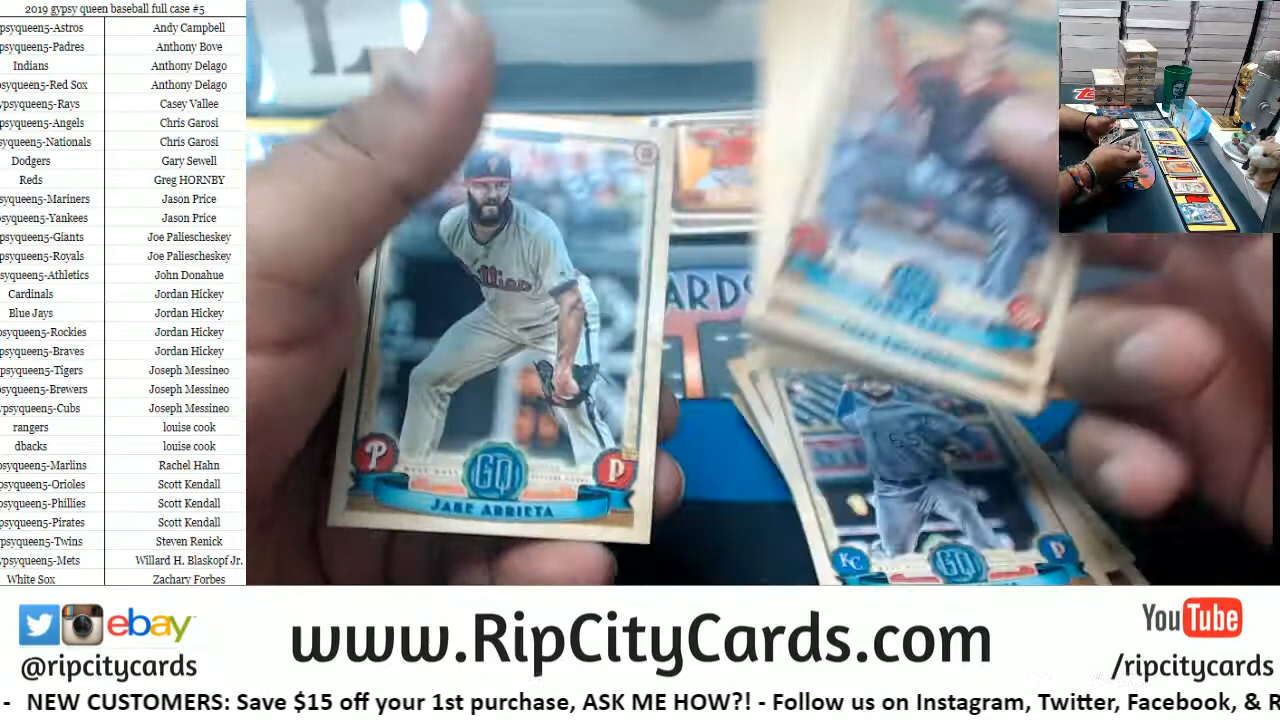 2019 gypsy queen baseball full case #5
psyqueen5-Astros Andy Campbell
psyqueen5-Padres Anthony Bove
Indians Anthony Delago
psyqueen5-Red Sox Anthony Delago
ypsyqueen5-Rays Casey Vallee
psyqueen5-Angels Chris Garosi
syqueen5-Nationals Chris Garosi
Dodgers Gary Sewell
Reds Greg HORNBY
psyqueen5-Mariners Jason Price
psyqueen5-Yankees Jason Price
psyqueen5-Giants Joe Paliescheskey
psyqueen5-Royals Joe Paliescheskey
syqueen5-Athletics John Donahue
Cardinals Jordan Hickey
Blue Jays Jordan Hickey
psyqueen5-Rockies Jordan Hickey
psyqueen5-Braves Jordan Hickey
psyqueen5-Tigers Joseph Messineo
psyqueen5-Brewers Joseph Messineo
ypsyqueen5-Cubs Joseph Messineo
rangers louise cook
dbacks louise cook
psyqueen5-Marlins Rachel Hahn
psyqueen5-Orioles Scott Kendall
psyqueen5-Phillies Scott Kendall
psyqueen5-Pirates Scott Kendall
psyqueen5-Twins Steven Renick
ypsyqueen5-Mets Willard H. Blaskopf Jr.
White Sox Zachary Forbes
CARDS
P GQ P
JAKE ARRIETA
KC GQ P
ebay
@ripcitycards
www.RipCityCards.com
YouTube
/ripcitycards
- NEW CUSTOMERS: Save $15 off your 1st purchase, ASK ME HOW?! - Follow us on Instagram, Twitter, Facebook, & R